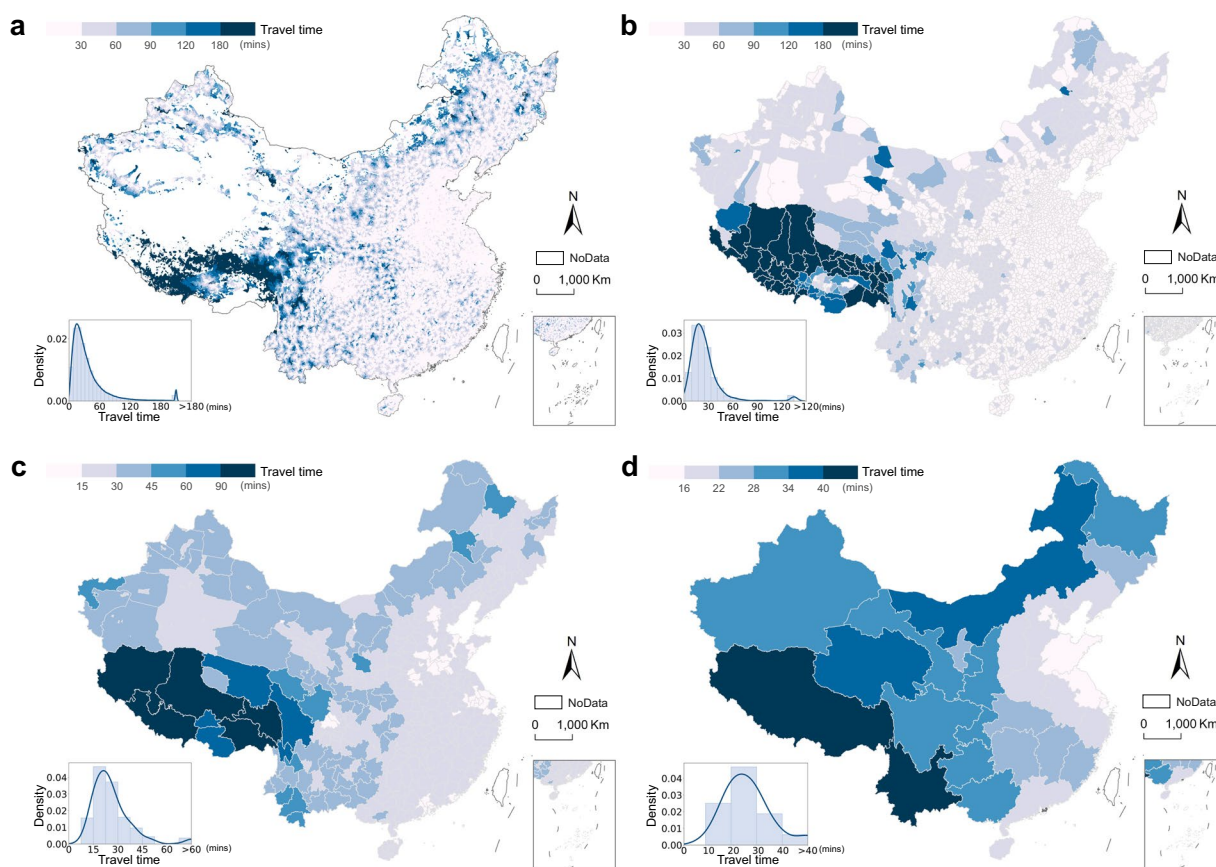 a
Travel time
30 60 90 120 180 (mins)
N
NoData
0 1,000 Km
Density
0.02
0.00
0 60 120 180 >180 (mins)
Travel time
b
Travel time
30 60 90 120 180 (mins)
N
NoData
0 1,000 Km
Density
0.03
0.02
0.01
0.00
0 30 60 90 120 >120 (mins)
Travel time
c
Travel time
15 30 45 60 90 (mins)
N
NoData
0 1,000 Km
Density
0.04
0.03
0.02
0.01
0.00
0 15 30 45 >60 (mins)
Travel time
d
Travel time
16 22 28 34 40 (mins)
N
NoData
0 1,000 Km
Density
0.04
0.03
0.02
0.01
0.00
0 10 20 30 >40 (mins)
Travel time